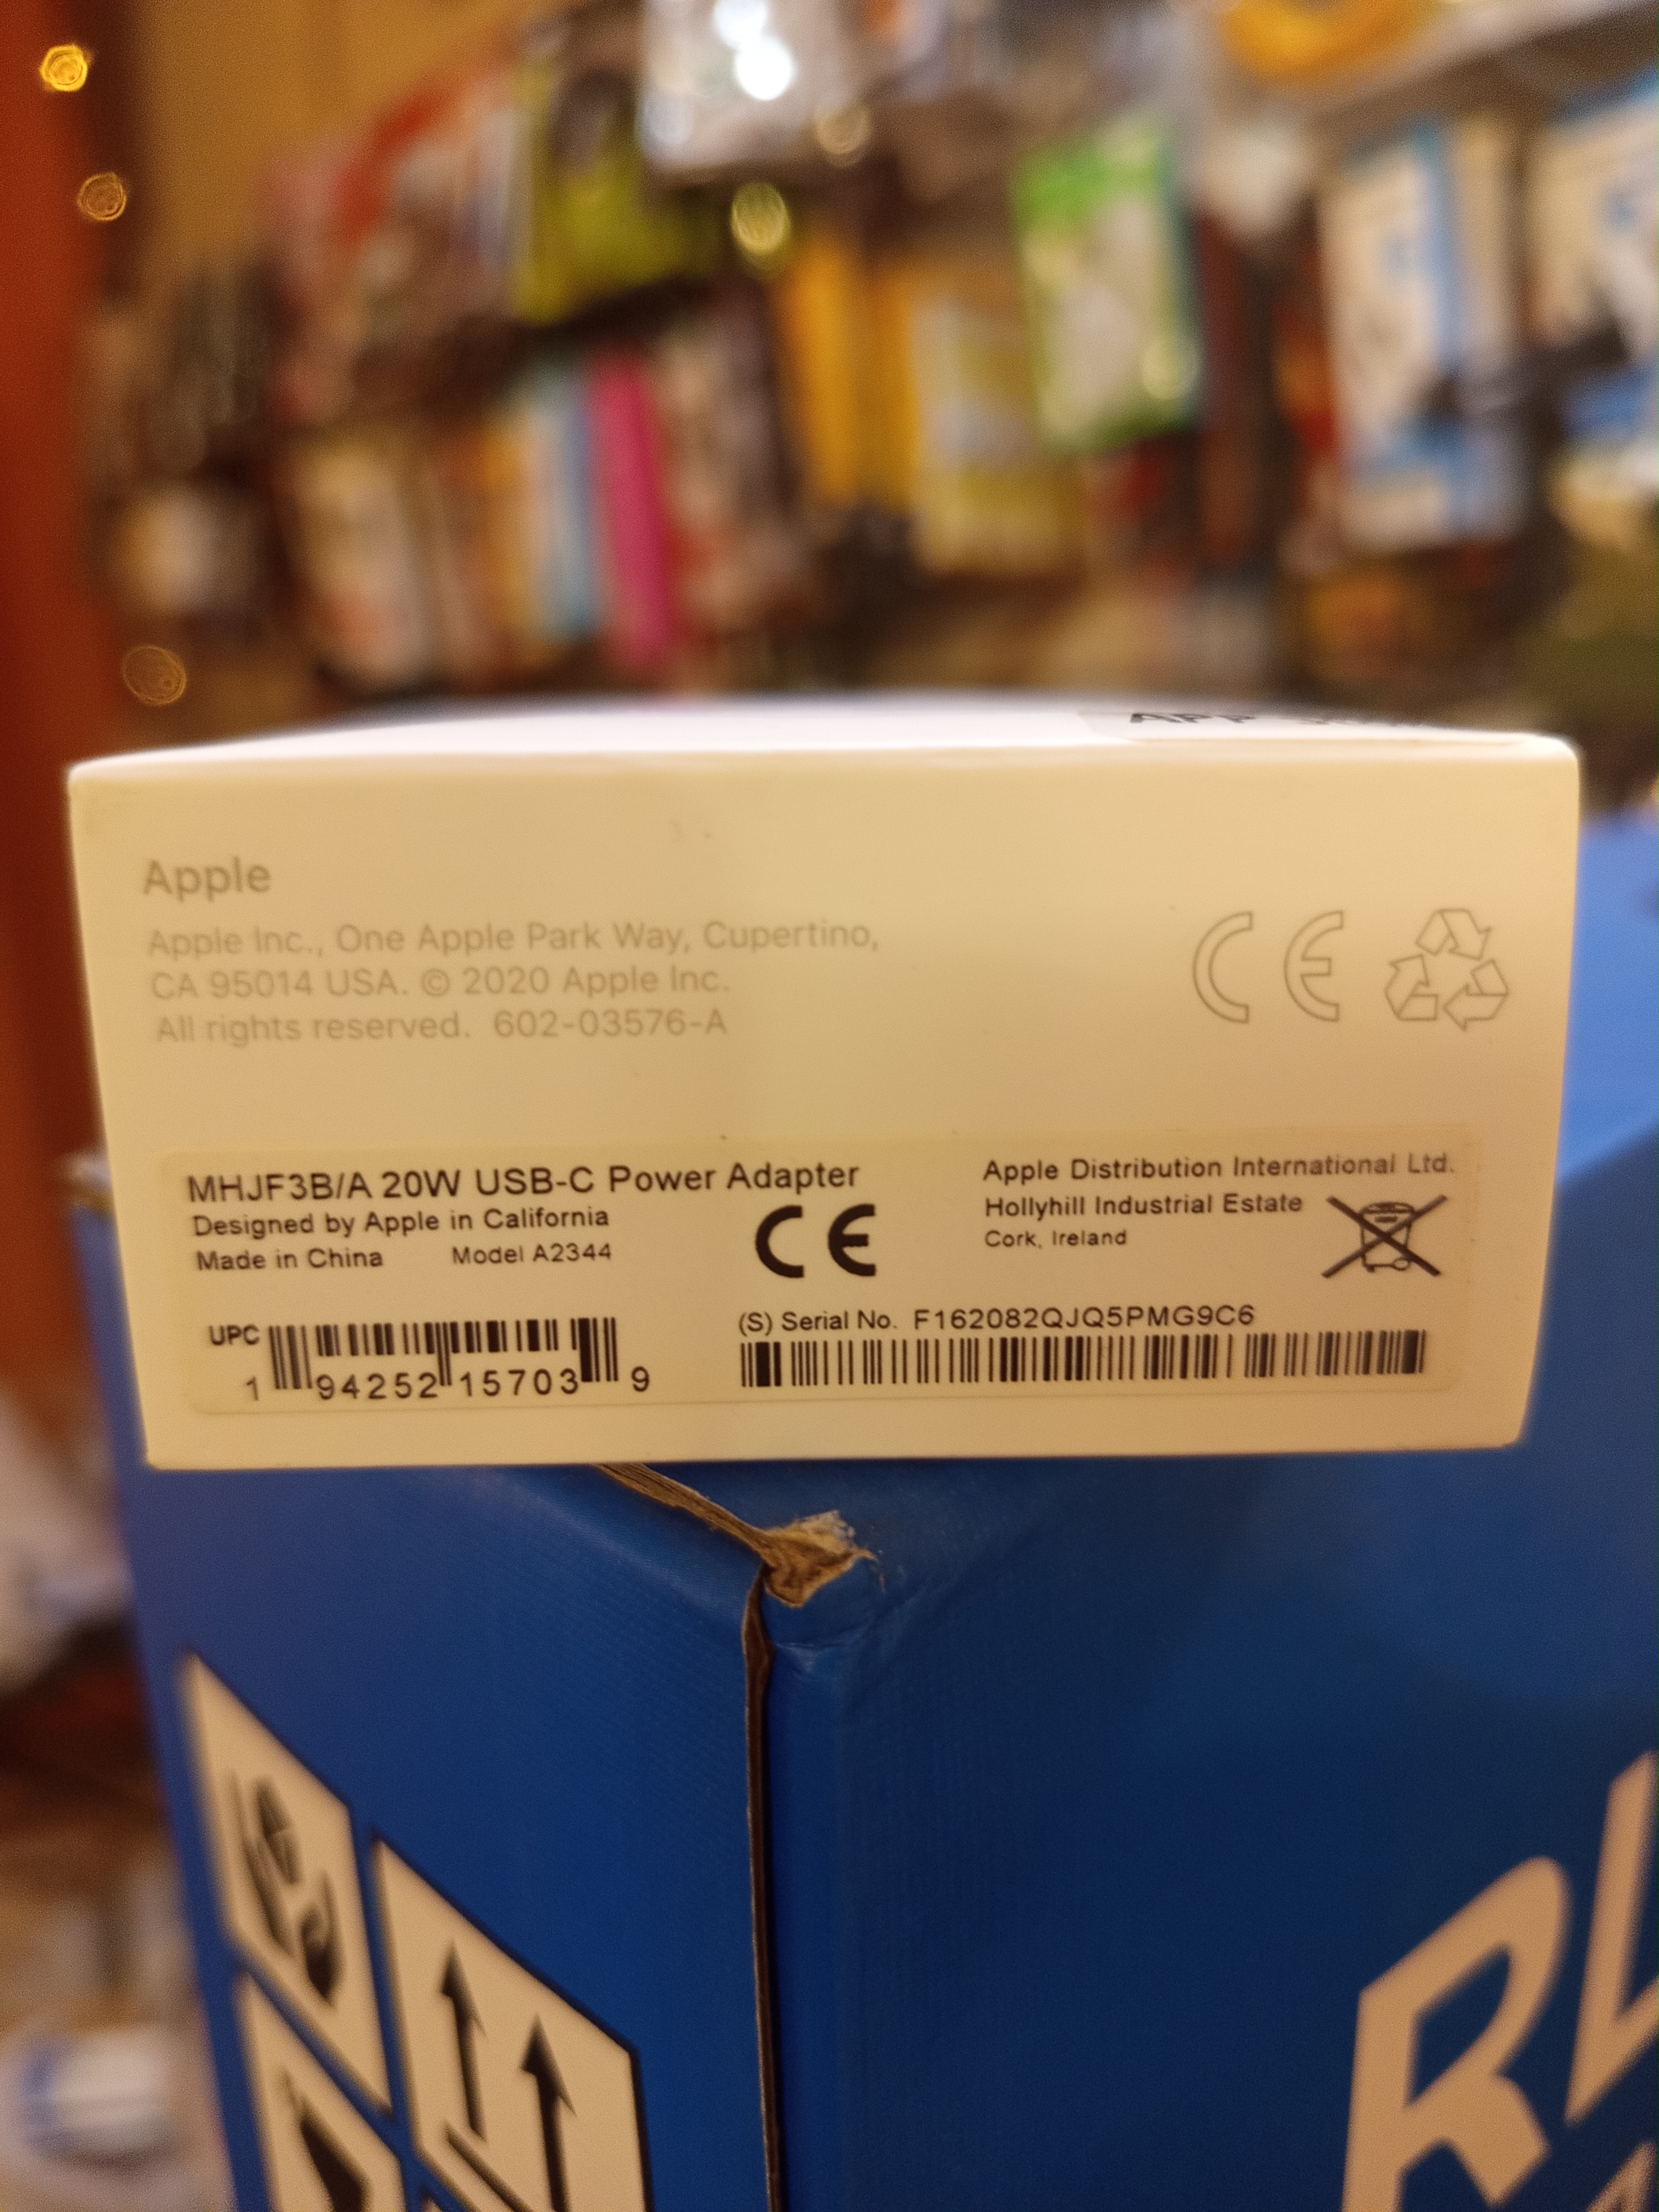 Apple
Apple Inc., One Apple Park Way, Cupertino,
CA 95014 USA. © 2020 Apple Inc.
All rights reserved. 602-03576-A
CE
MHJF3B/A 20W USB-C Power Adapter
Designed by Apple in California
Made in China Model A2344
CE
Apple Distribution International Ltd.
Hollyhill Industrial Estate
Cork, Ireland
UPC
1 94252 15703 9
(S) Serial No. F162082QJQ5PMG9C6